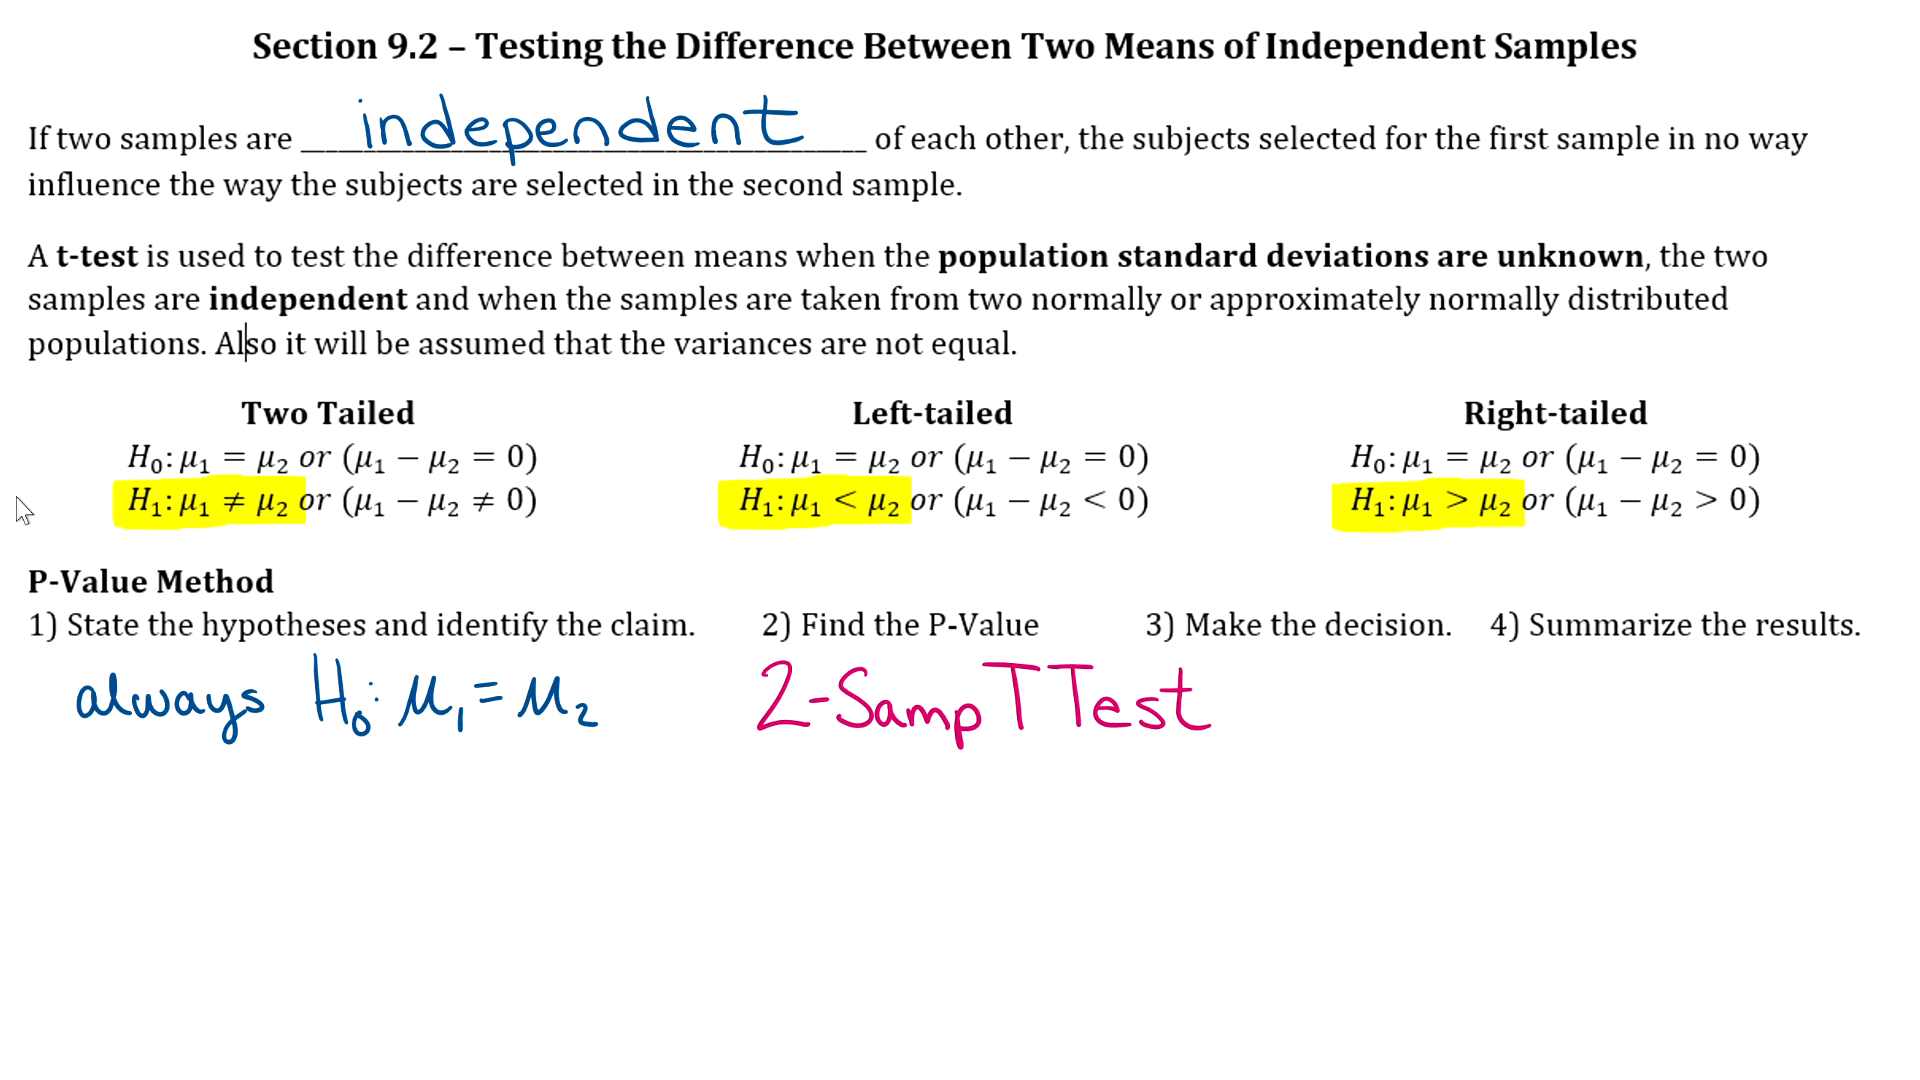 Section 9.2 – Testing the Difference Between Two Means of Independent Samples
If two samples are independent of each other, the subjects selected for the first sample in no way
influence the way the subjects are selected in the second sample.
A t-test is used to test the difference between means when the population standard deviations are unknown, the two
samples are independent and when the samples are taken from two normally or approximately normally distributed
populations. Also it will be assumed that the variances are not equal.
Two Tailed Left-tailed Right-tailed
H₀: μ₁ = μ₂ or (μ₁ − μ₂ = 0) H₀: μ₁ = μ₂ or (μ₁ − μ₂ = 0) H₀: μ₁ = μ₂ or (μ₁ − μ₂ = 0)
H₁: μ₁ ≠ μ₂ or (μ₁ − μ₂ ≠ 0) H₁: μ₁ < μ₂ or (μ₁ − μ₂ < 0) H₁: μ₁ > μ₂ or (μ₁ − μ₂ > 0)
P-Value Method
1) State the hypotheses and identify the claim. 2) Find the P-Value 3) Make the decision. 4) Summarize the results.
always H₀: μ₁ = μ₂ 2-Samp T Test